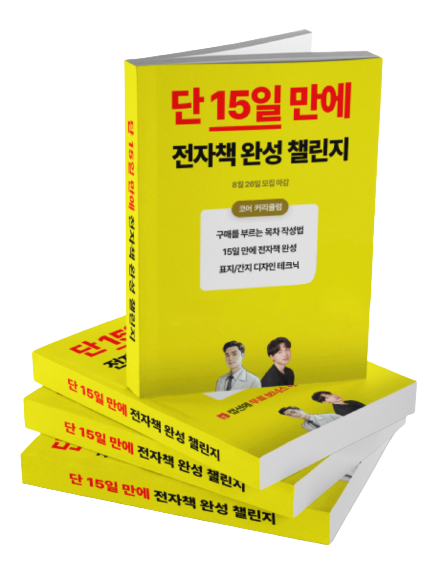 단 15일 만에
전자책 완성 챌린지
8월 26일 모집 마감
코어 커리큘럼
구매를 부르는 목차 작성법
15일 만에 전자책 완성
표지/간지 디자인 테크닉
단 15일 만에 전자책 완성 챌린지
단 15일 만에 전자책 완성 챌린지
단 15일 만에 전자책 완성 챌린지
단 15일 만에 전자책 완성 챌린지